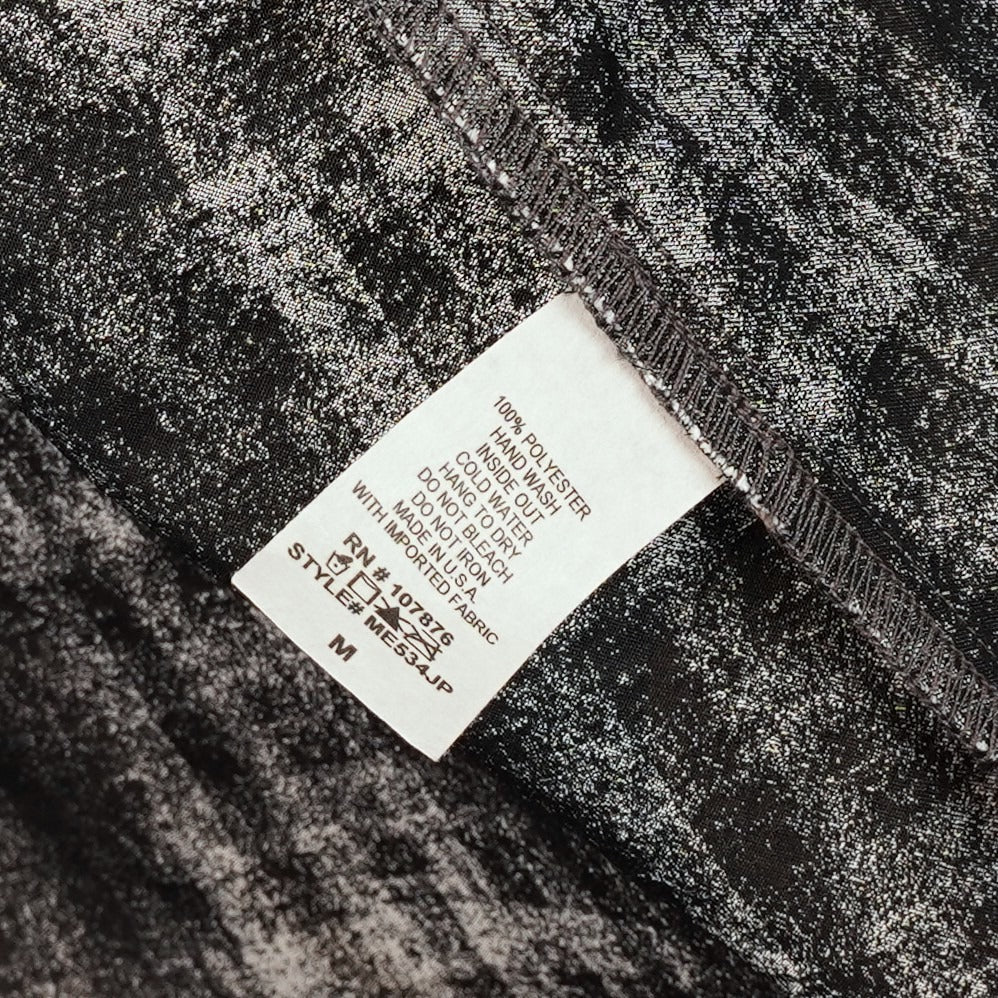 100% POLYESTER
HAND WASH
INSIDE OUT
COLD WATER
HANG TO DRY
DO NOT BLEACH
DO NOT IRON
MADE IN U.S.A.
WITH IMPORTED FABRIC
RN # 107876
STYLE# ME534JP
M